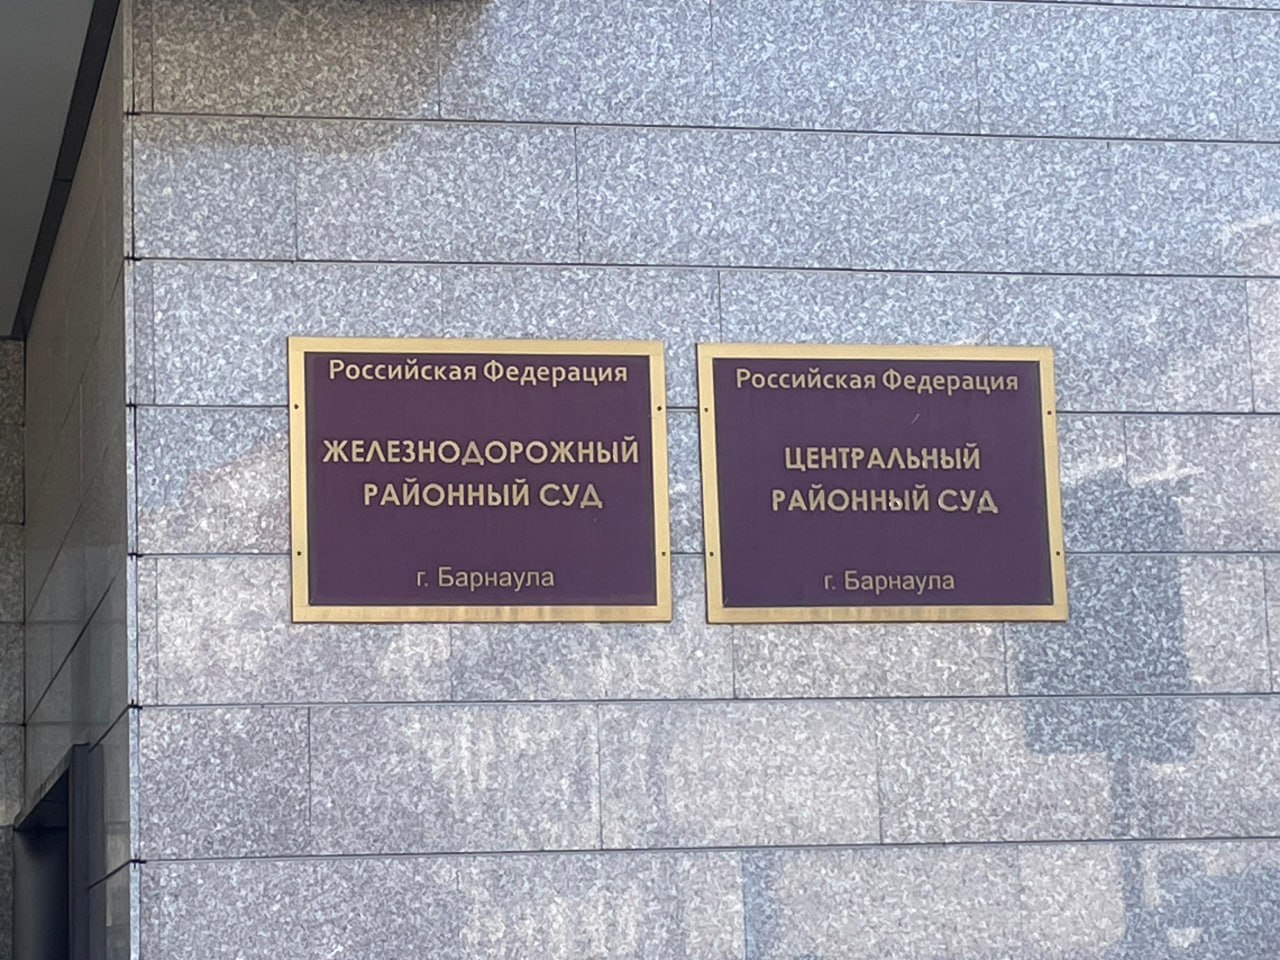 Российская Федерация
ЖЕЛЕЗНОДОРОЖНЫЙ
РАЙОННЫЙ СУД
г. Барнаула
Российская Федерация
ЦЕНТРАЛЬНЫЙ
РАЙОННЫЙ СУД
г. Барнаула